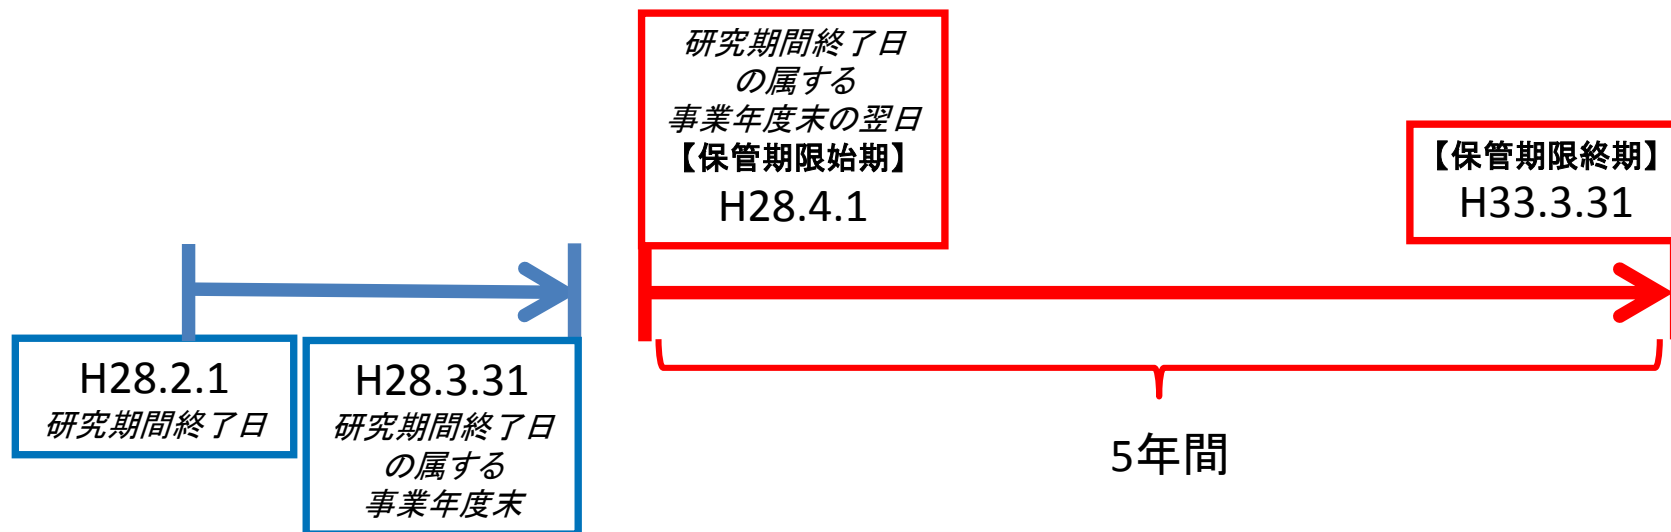 研究期間終了日
の属する
事業年度末の翌日
【保管期限始期】
H28.4.1
【保管期限終期】
H33.3.31
H28.2.1
研究期間終了日
H28.3.31
研究期間終了日
の属する
事業年度末
5年間